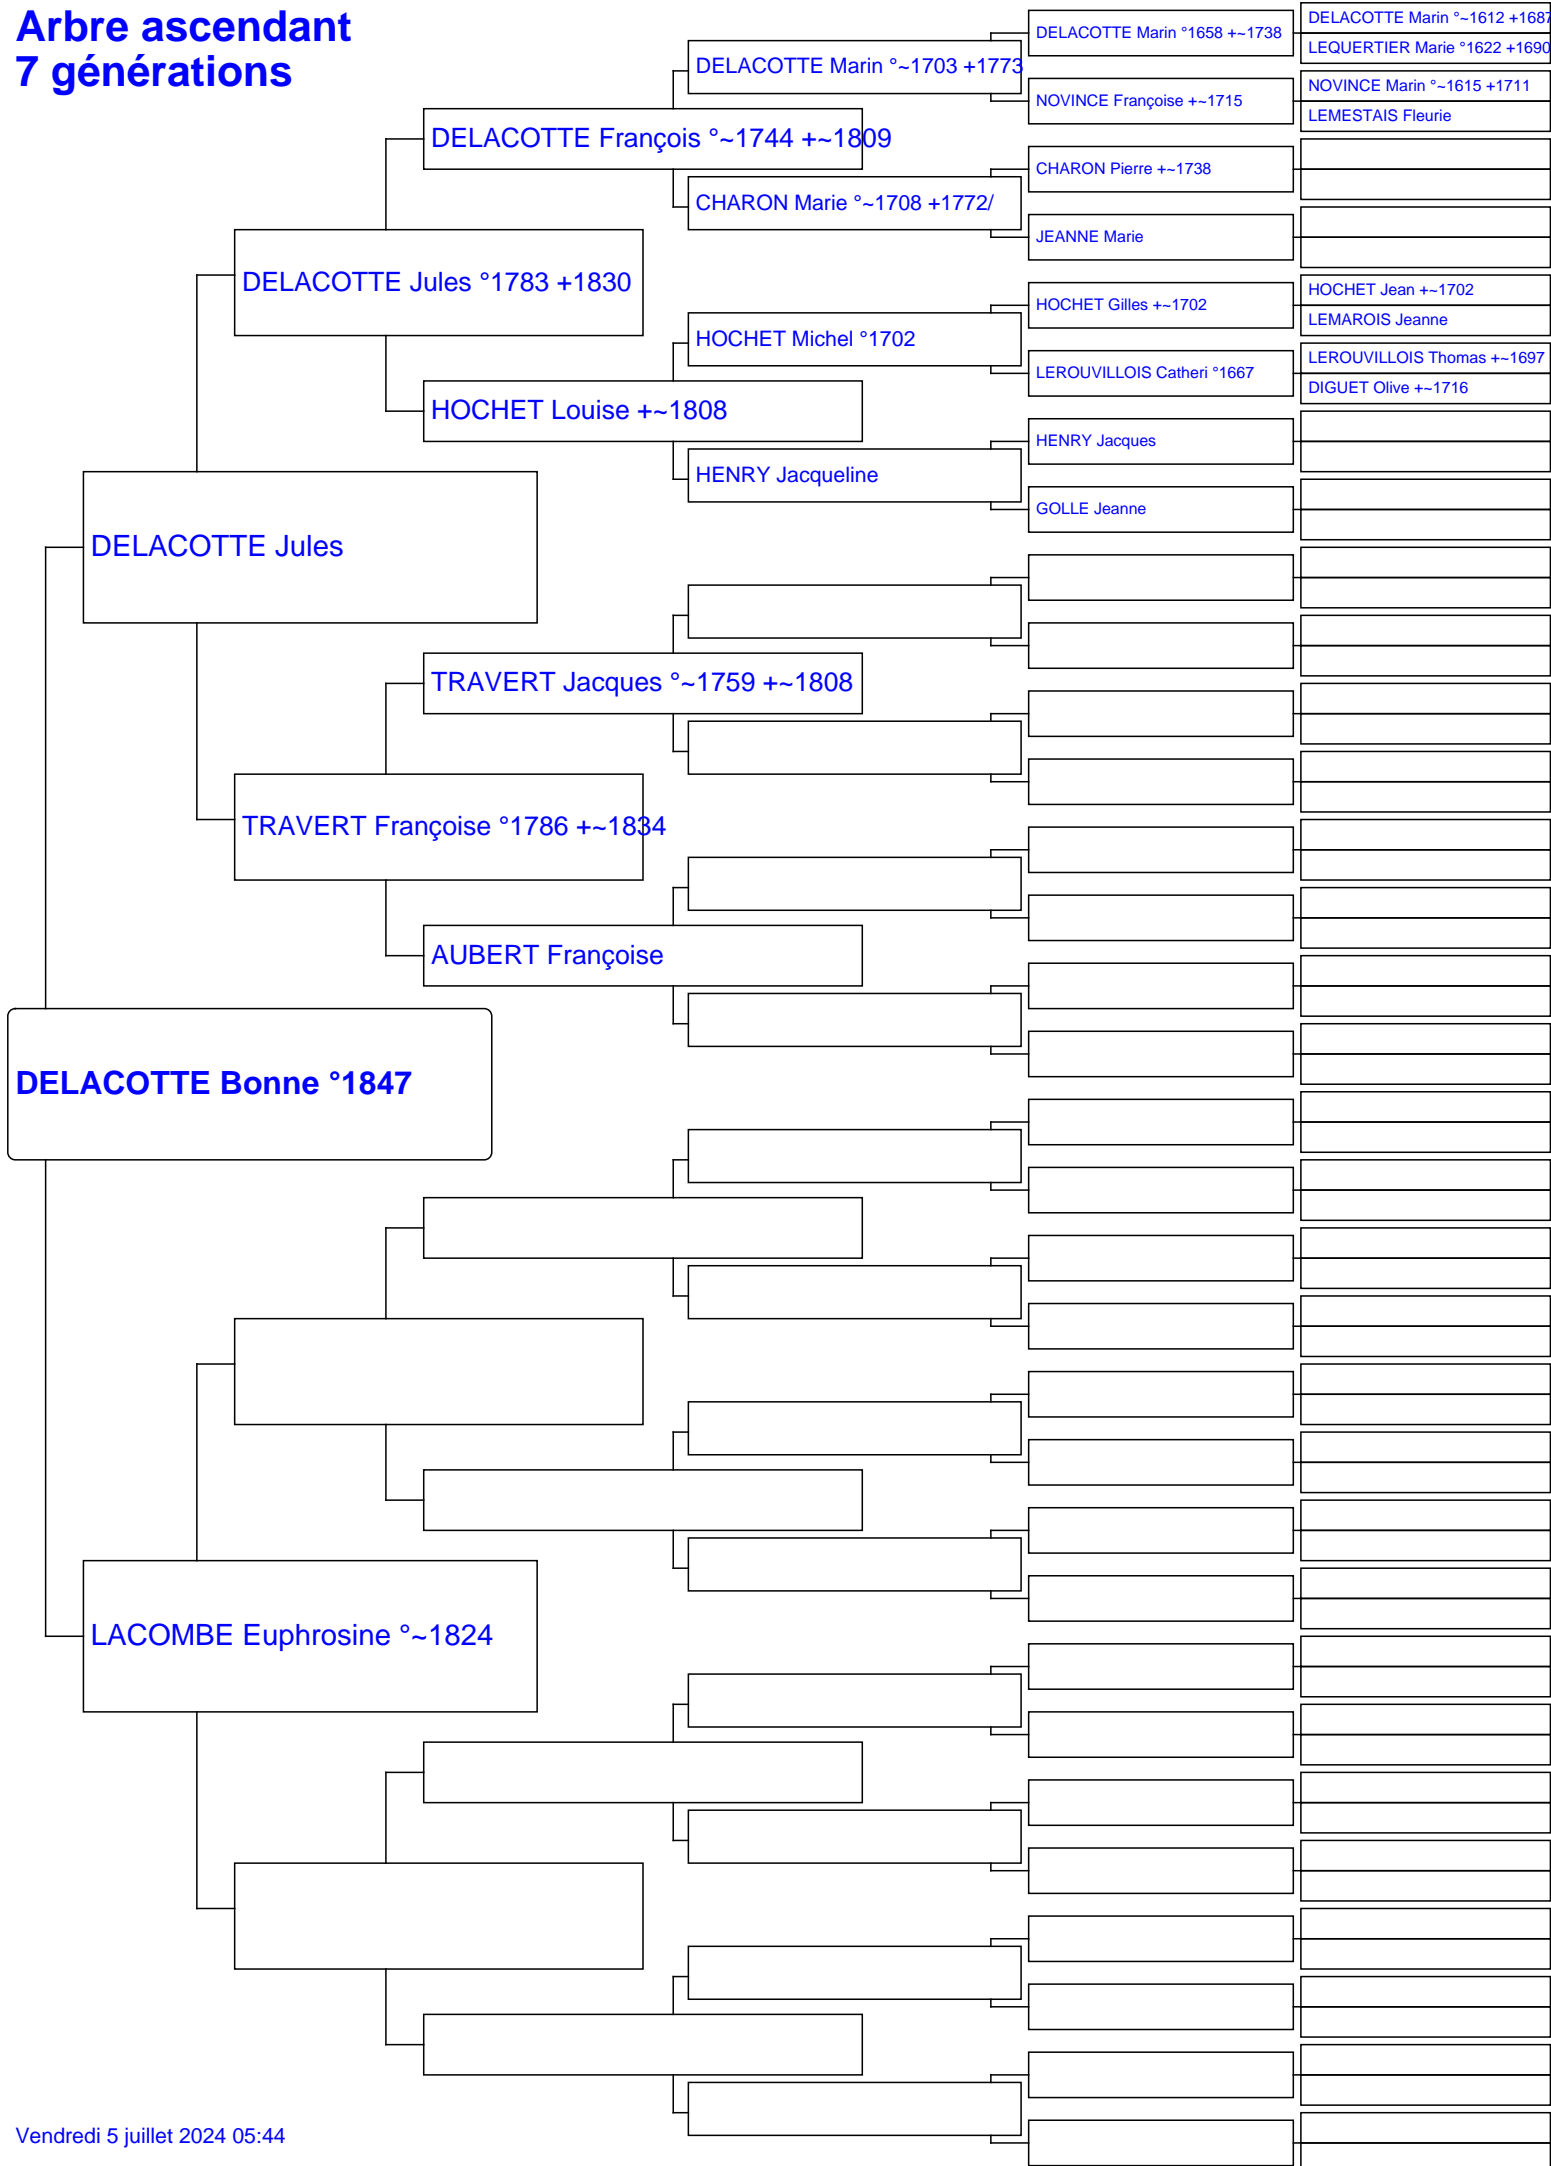 Arbre ascendant
7 générations
DELACOTTE Marin °~1612 +1687
DELACOTTE Marin °1658 +~1738
LEQUERTIER Marie °1622 +1690
DELACOTTE Marin °~1703 +1773
NOVINCE Marin °~1615 +1711
NOVINCE Françoise +~1715
LEMESTAIS Fleurie
DELACOTTE François °~1744 +~1809
CHARON Pierre +~1738
CHARON Marie °~1708 +1772/
JEANNE Marie
DELACOTTE Jules °1783 +1830
HOCHET Jean +~1702
HOCHET Gilles +~1702
LEMAROIS Jeanne
HOCHET Michel °1702
LEROUVILLOIS Thomas +~1697
LEROUVILLOIS Catheri °1667
DIGUET Olive +~1716
HOCHET Louise +~1808
HENRY Jacques
HENRY Jacqueline
GOLLE Jeanne
DELACOTTE Jules
TRAVERT Jacques °~1759 +~1808
TRAVERT Françoise °1786 +~1834
AUBERT Françoise
DELACOTTE Bonne °1847
LACOMBE Euphrosine °~1824
Vendredi 5 juillet 2024 05:44